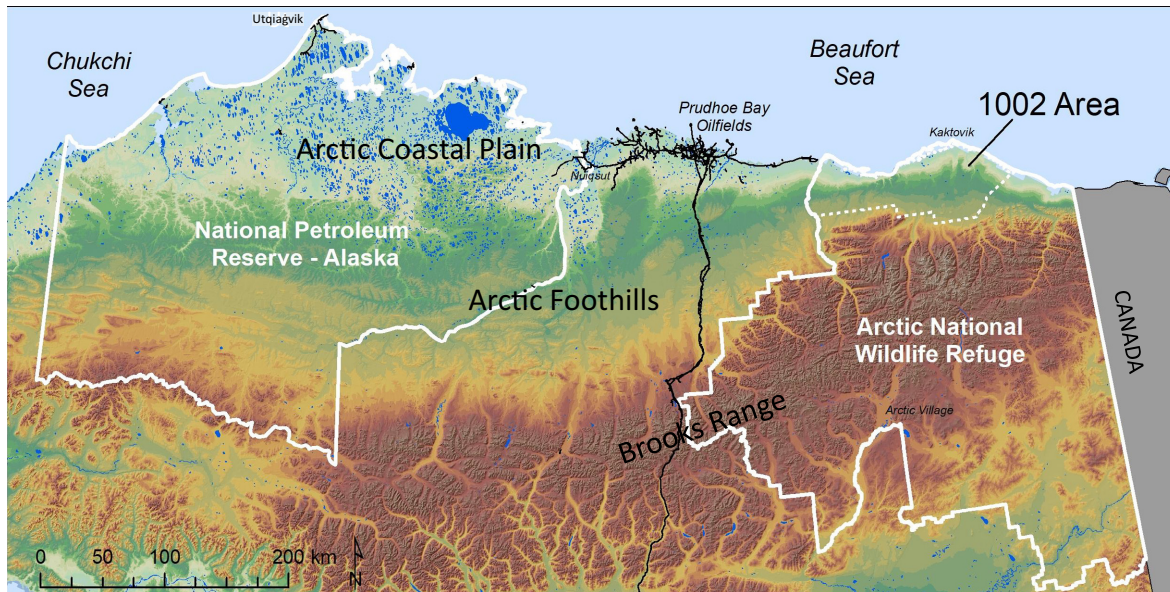 Utqiaġvik
Chukchi
Sea
Beaufort
Sea
Prudhoe Bay
Oilfields
1002 Area
Kaktovik
Arctic Coastal Plain
Nuiqsut
National Petroleum
Reserve - Alaska
Arctic Foothills
CANADA
Arctic National
Wildlife Refuge
Brooks Range
Arctic Village
0 50 100 200 km
N